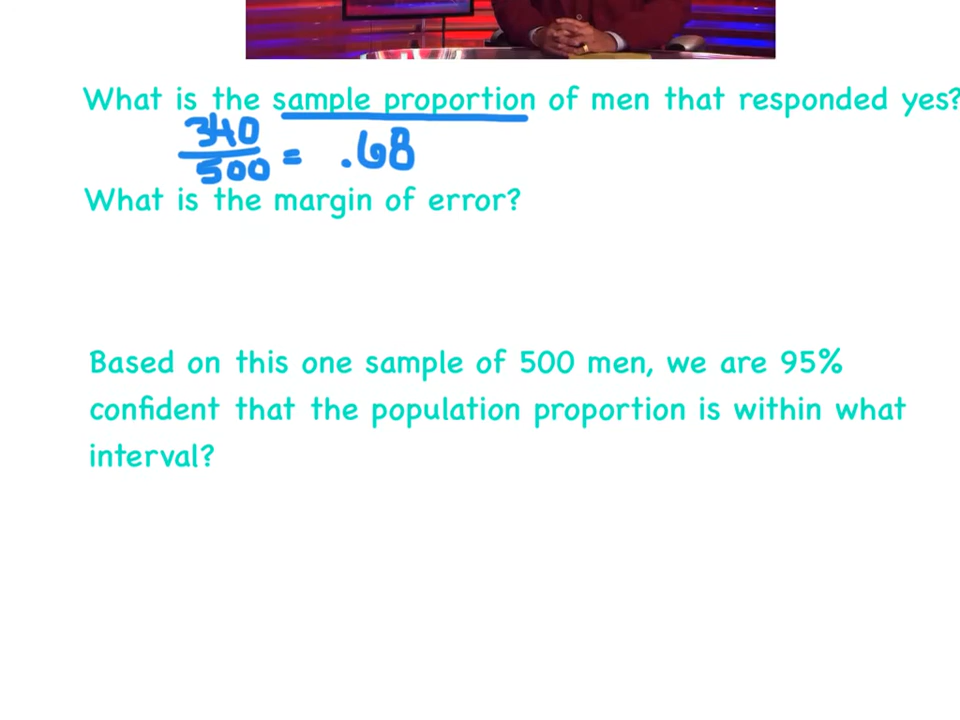 What is the sample proportion of men that responded yes?
340
500 = .68
What is the margin of error?
Based on this one sample of 500 men, we are 95%
confident that the population proportion is within what
interval?